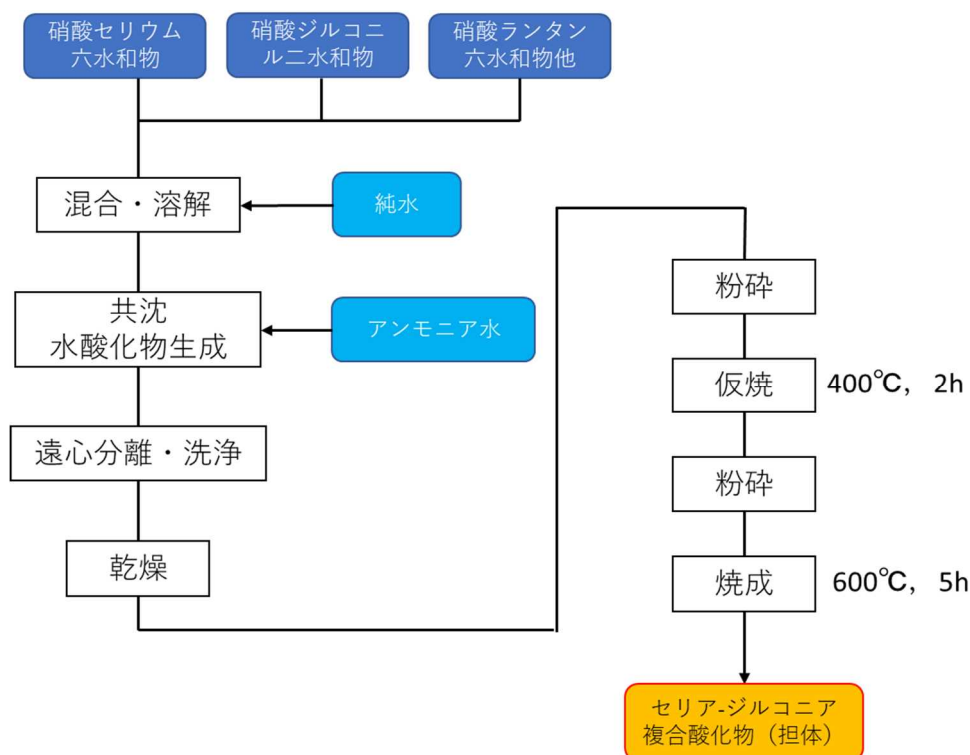 硝酸セリウム
六水和物
硝酸ジルコニ
ル二水和物
硝酸ランタン
六水和物他
混合・溶解
純水
共沈
水酸化物生成
アンモニア水
遠心分離・洗浄
乾燥
粉砕
仮焼
400℃, 2h
粉砕
焼成
600℃, 5h
セリア-ジルコニア
複合酸化物（担体）